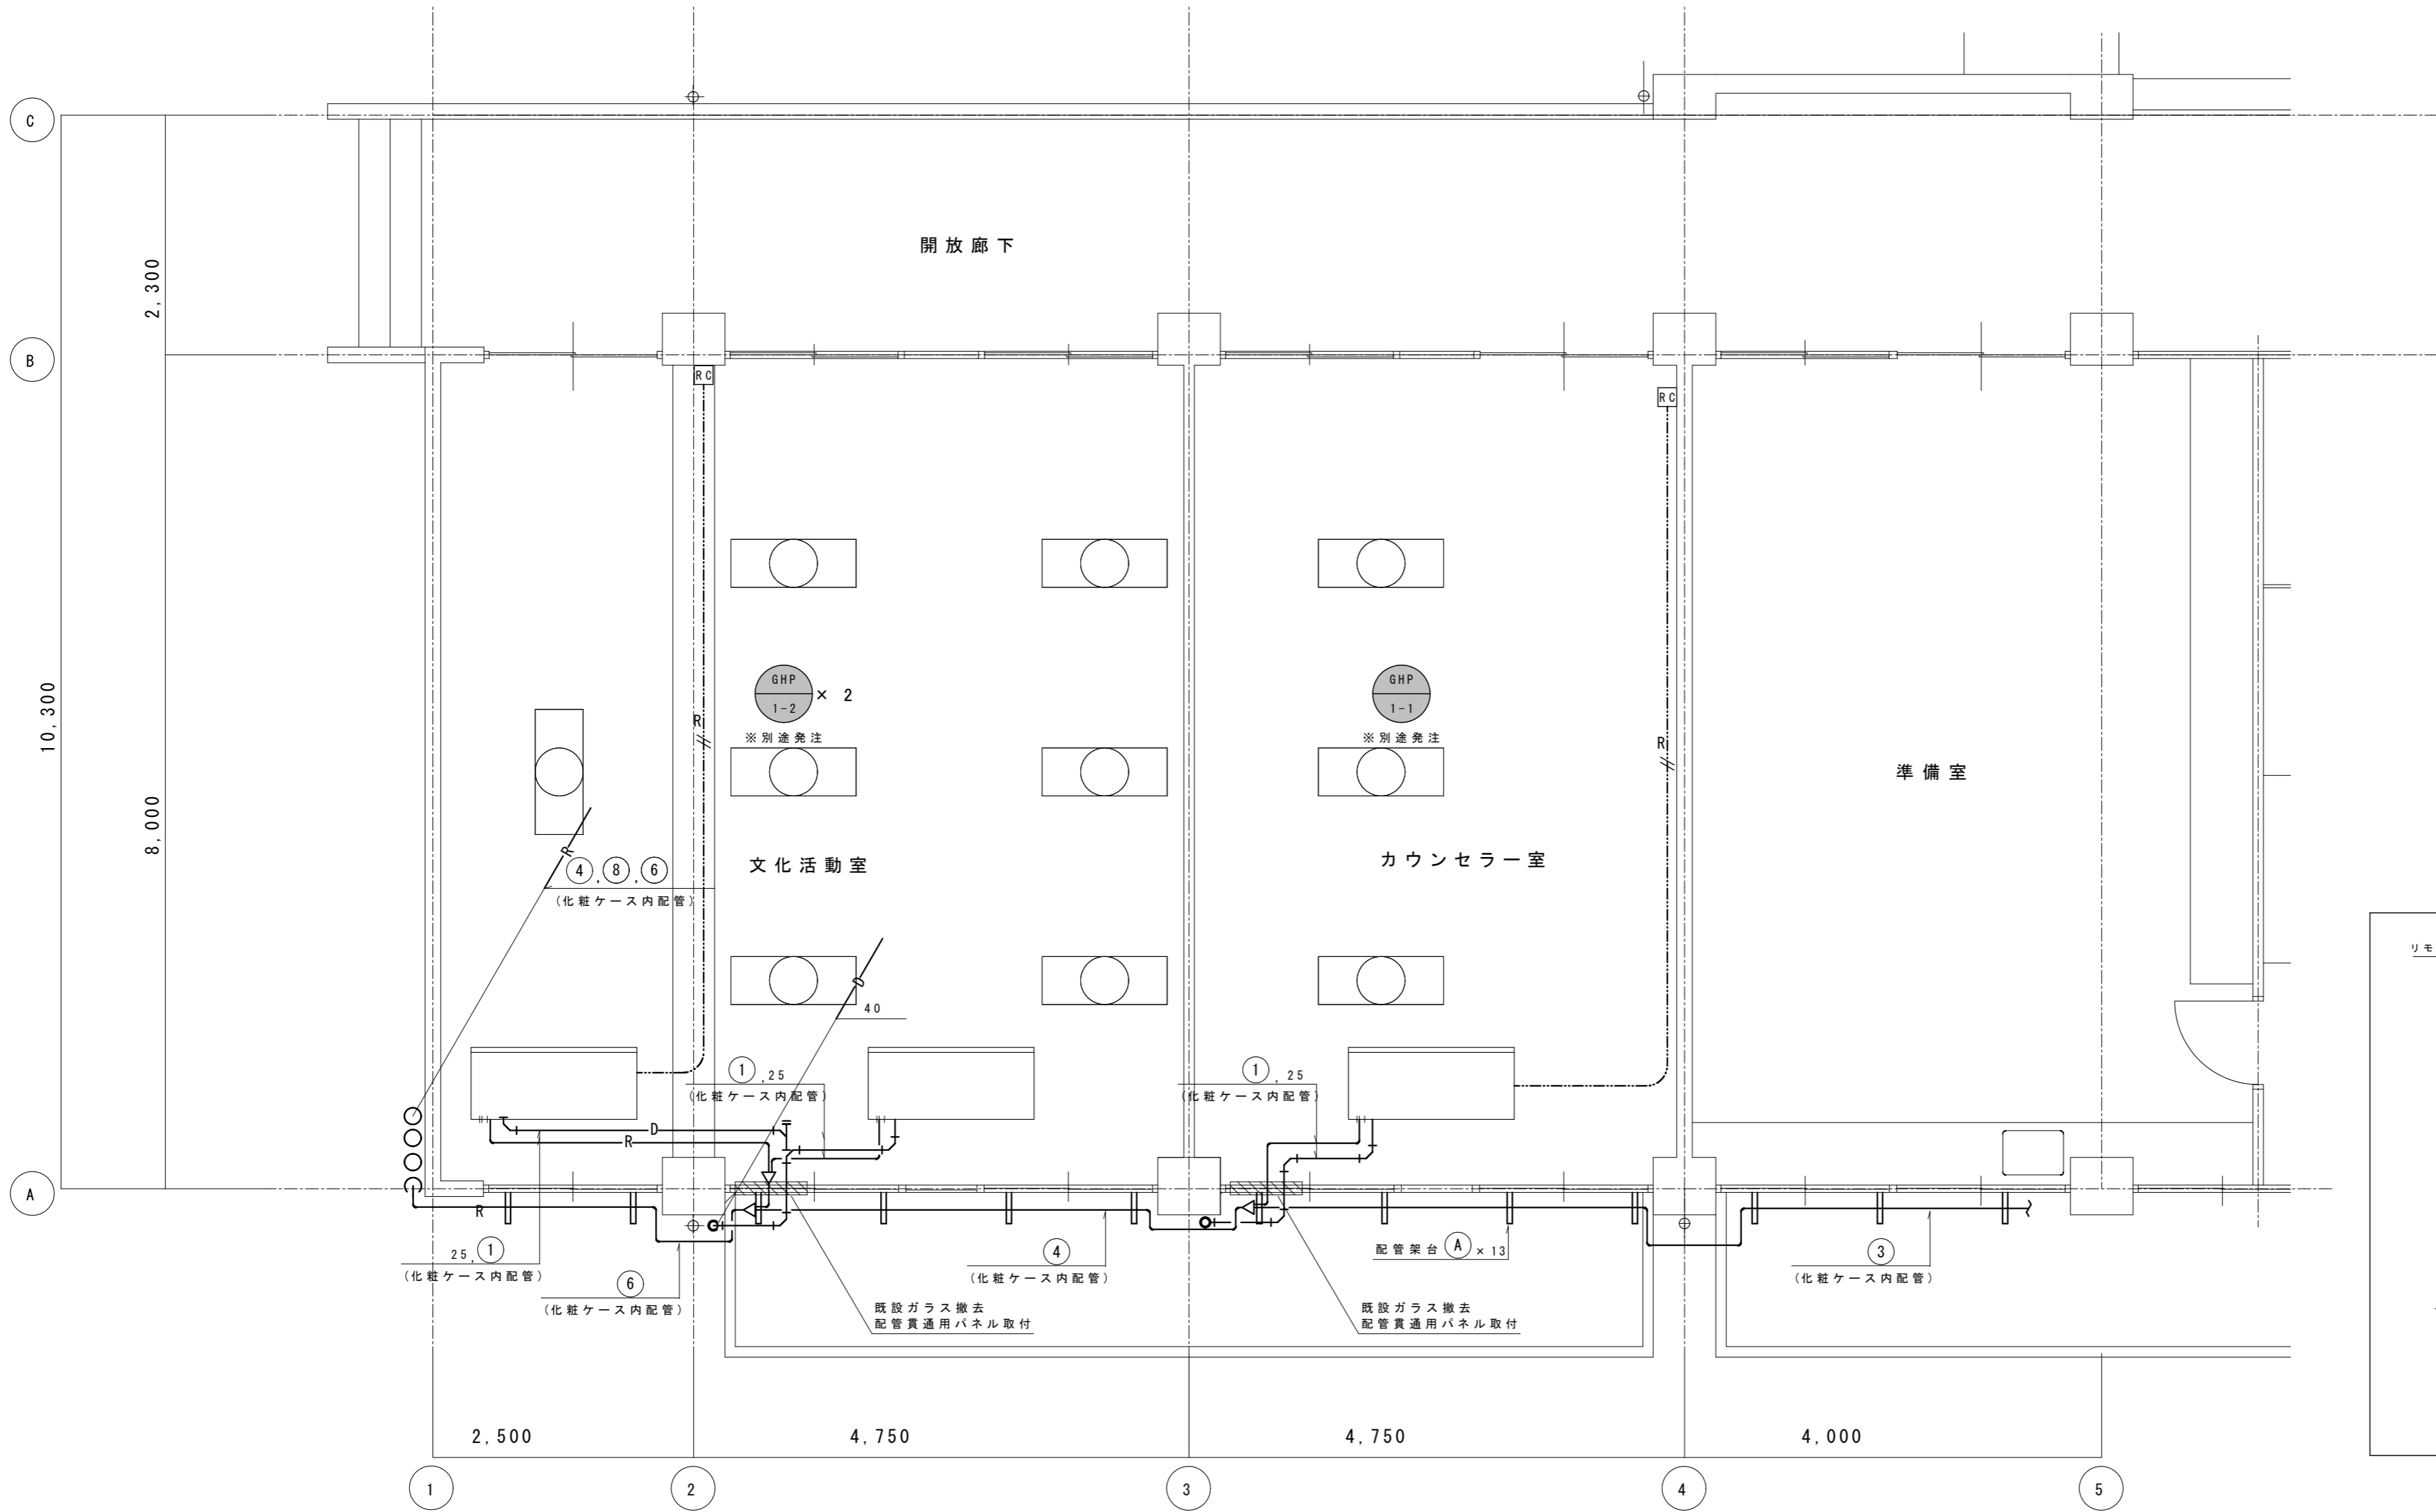 C
2,300
開放廊下
B
RC
RC
10,300
GHP
1-2
× 2
※別途発注
GHP
1-1
※別途発注
R
R
準備室
8,000
R
④,⑧,⑥
(化粧ケース内配管)
文化活動室
カウンセラー室
リモ
D
40
①,25
(化粧ケース内配管)
①,25
(化粧ケース内配管)
D
R
A
R
25,①
(化粧ケース内配管)
⑥
(化粧ケース内配管)
④
(化粧ケース内配管)
配管架台 Ⓐ × 13
③
(化粧ケース内配管)
既設ガラス撤去
配管貫通用パネル取付
既設ガラス撤去
配管貫通用パネル取付
2,500
4,750
4,750
4,000
1
2
3
4
5